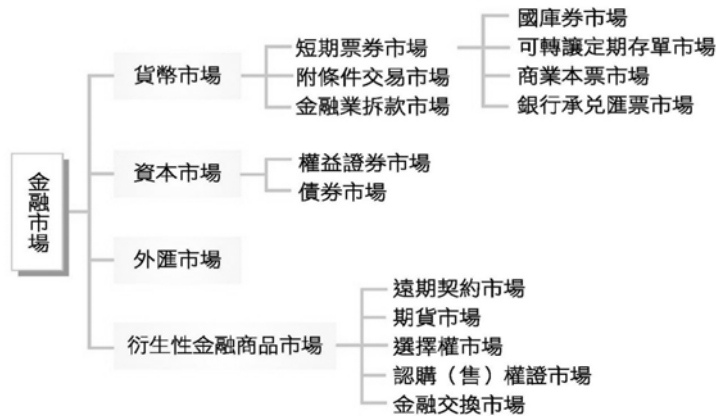 金融市場
貨幣市場
短期票券市場
附條件交易市場
金融業拆款市場
國庫券市場
可轉讓定期存單市場
商業本票市場
銀行承兌匯票市場
資本市場
權益證券市場
債券市場
外匯市場
衍生性金融商品市場
遠期契約市場
期貨市場
選擇權市場
認購（售）權證市場
金融交換市場